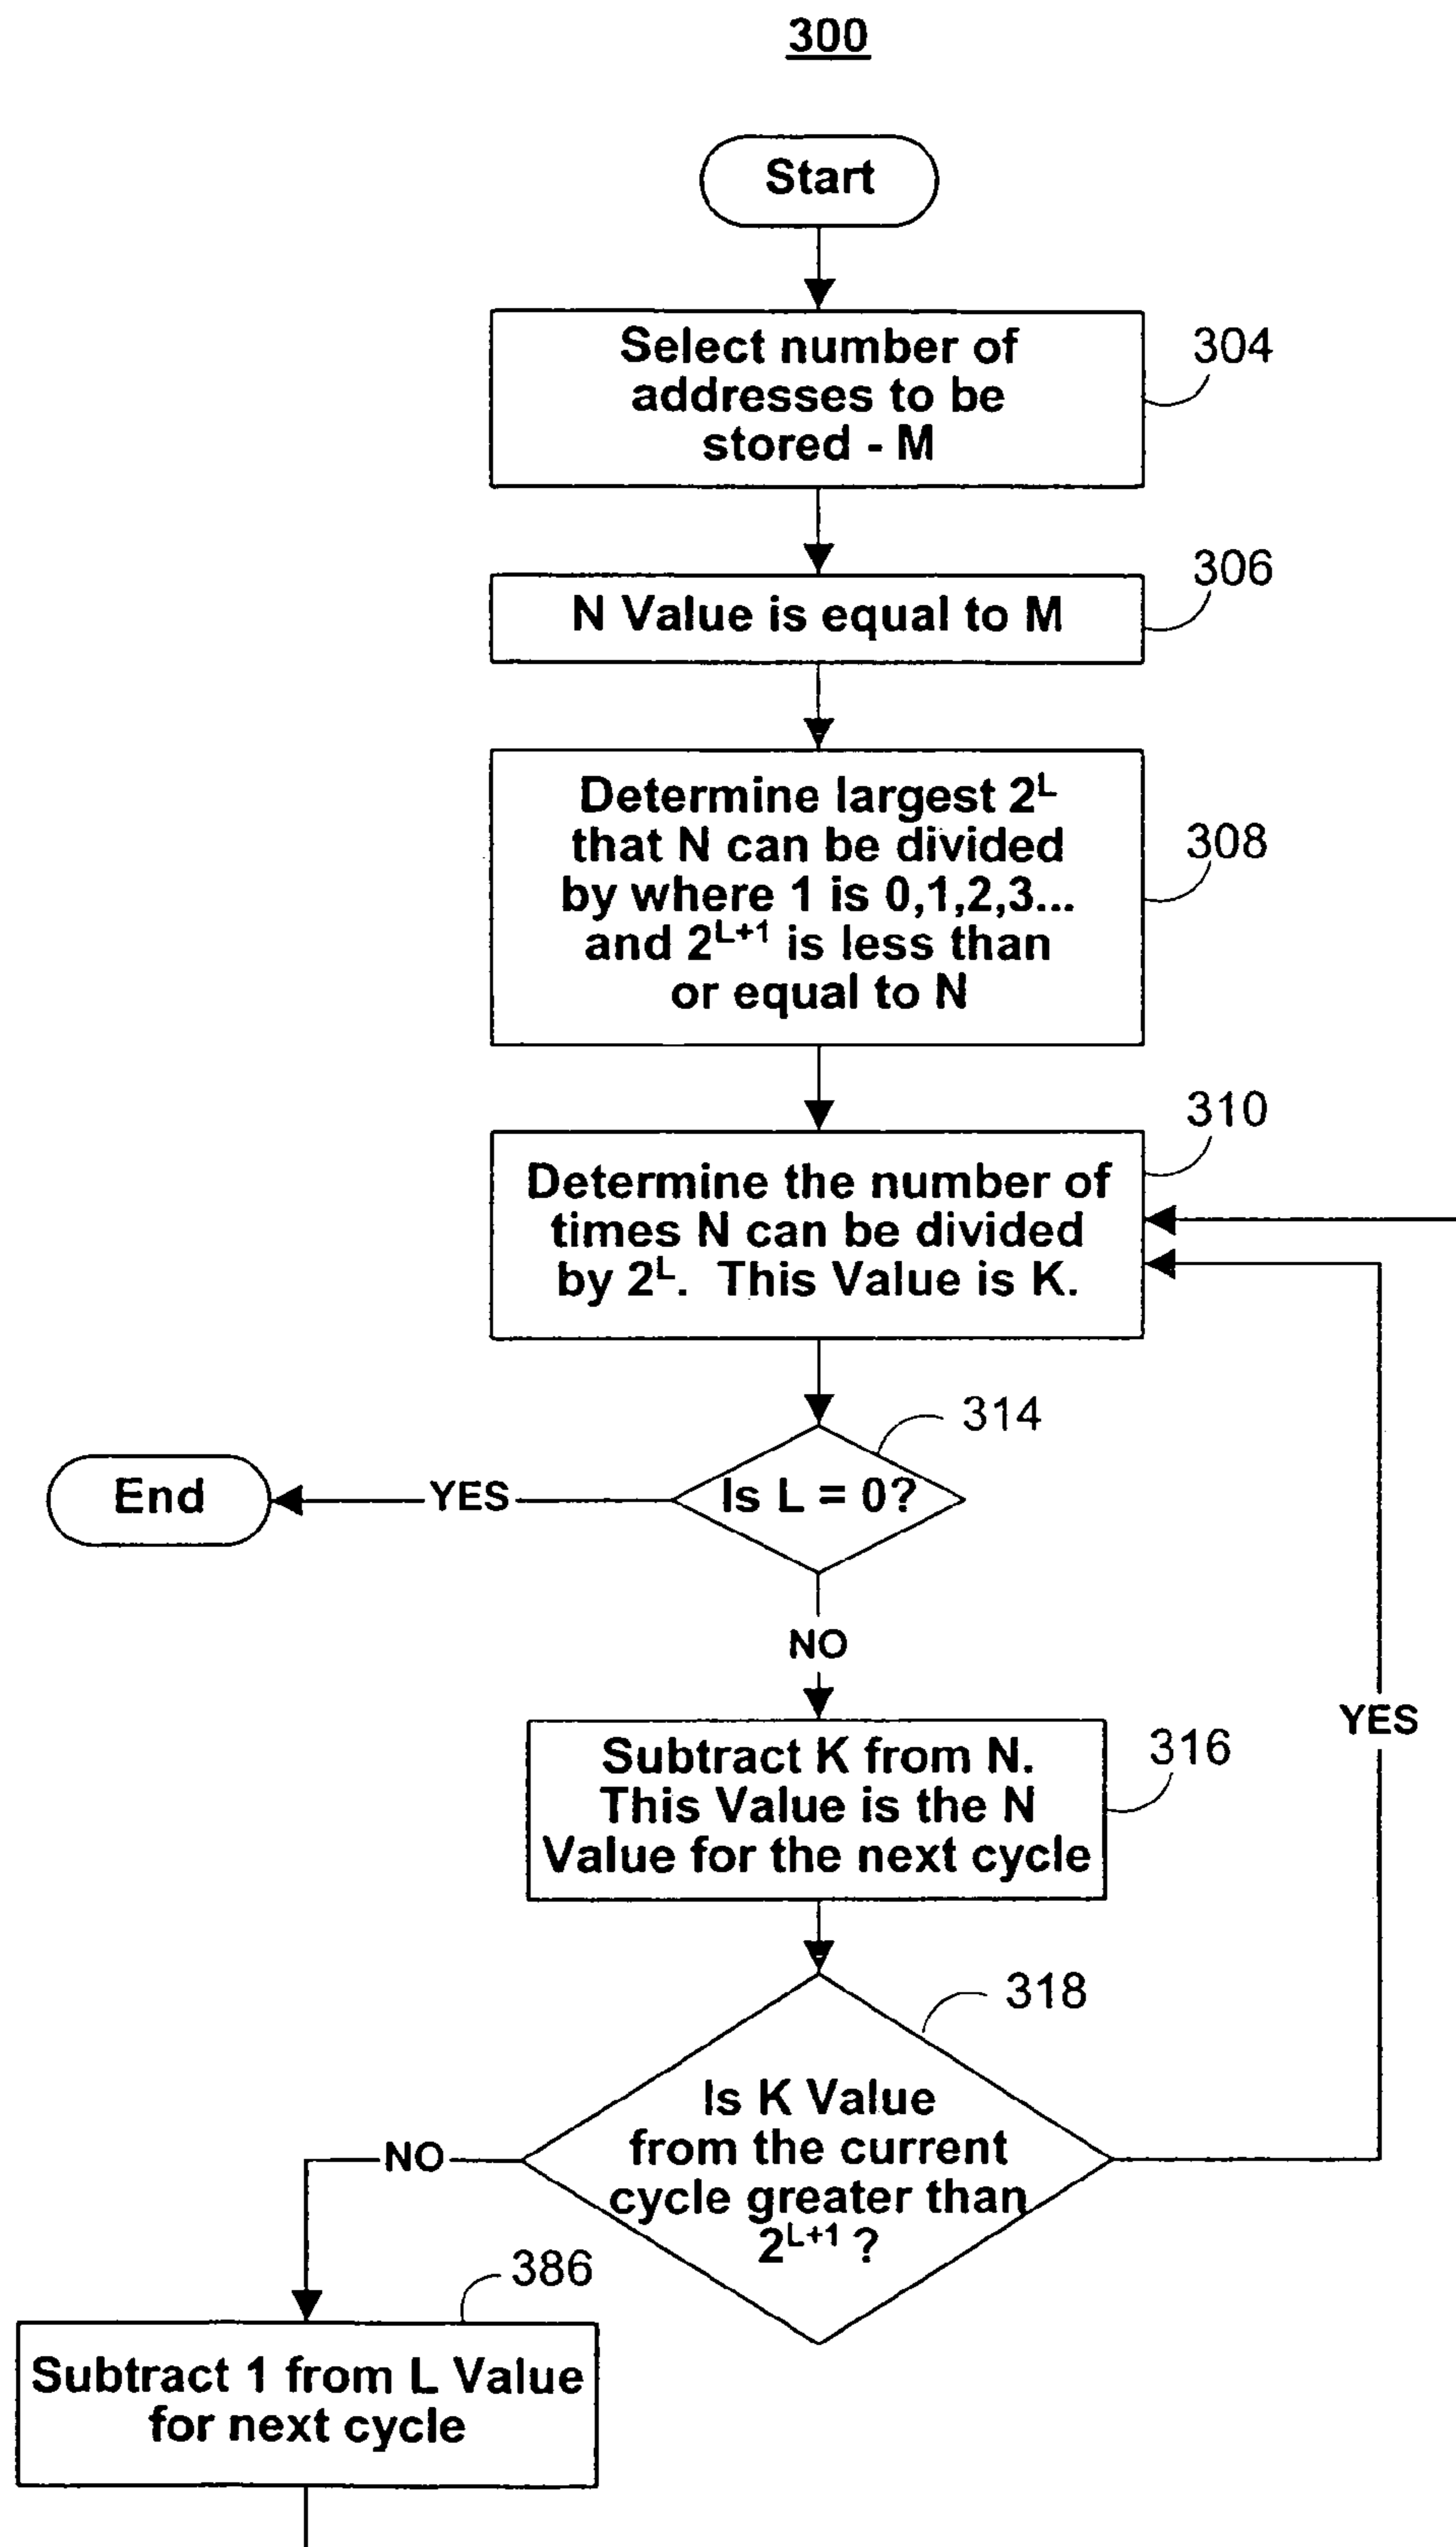 300
Start
Select number of
addresses to be
stored - M
304
N Value is equal to M
306
Determine largest 2^L
that N can be divided
by where 1 is 0,1,2,3...
and 2^L+1 is less than
or equal to N
308
310
Determine the number of
times N can be divided
by 2^L. This Value is K.
314
Is L = 0?
YES
End
NO
Subtract K from N.
This Value is the N
Value for the next cycle
316
YES
318
Is K Value
from the current
cycle greater than
2^L+1 ?
NO
386
Subtract 1 from L Value
for next cycle